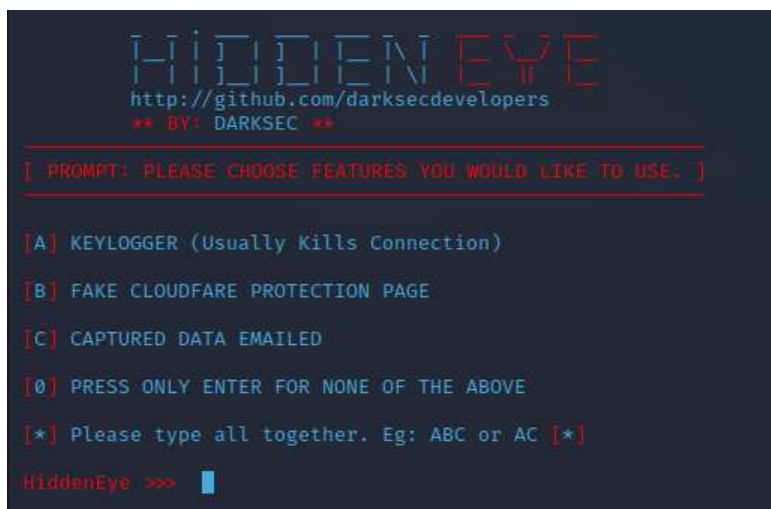 HiDDEN EYE
http://github.com/darksecdevelopers
** BY: DARKSEC **
[ PROMPT: PLEASE CHOOSE FEATURES YOU WOULD LIKE TO USE. ]
[A] KEYLOGGER (Usually Kills Connection)
[B] FAKE CLOUDFARE PROTECTION PAGE
[C] CAPTURED DATA EMAILED
[0] PRESS ONLY ENTER FOR NONE OF THE ABOVE
[*] Please type all together. Eg: ABC or AC [*]
HiddenEye >>>